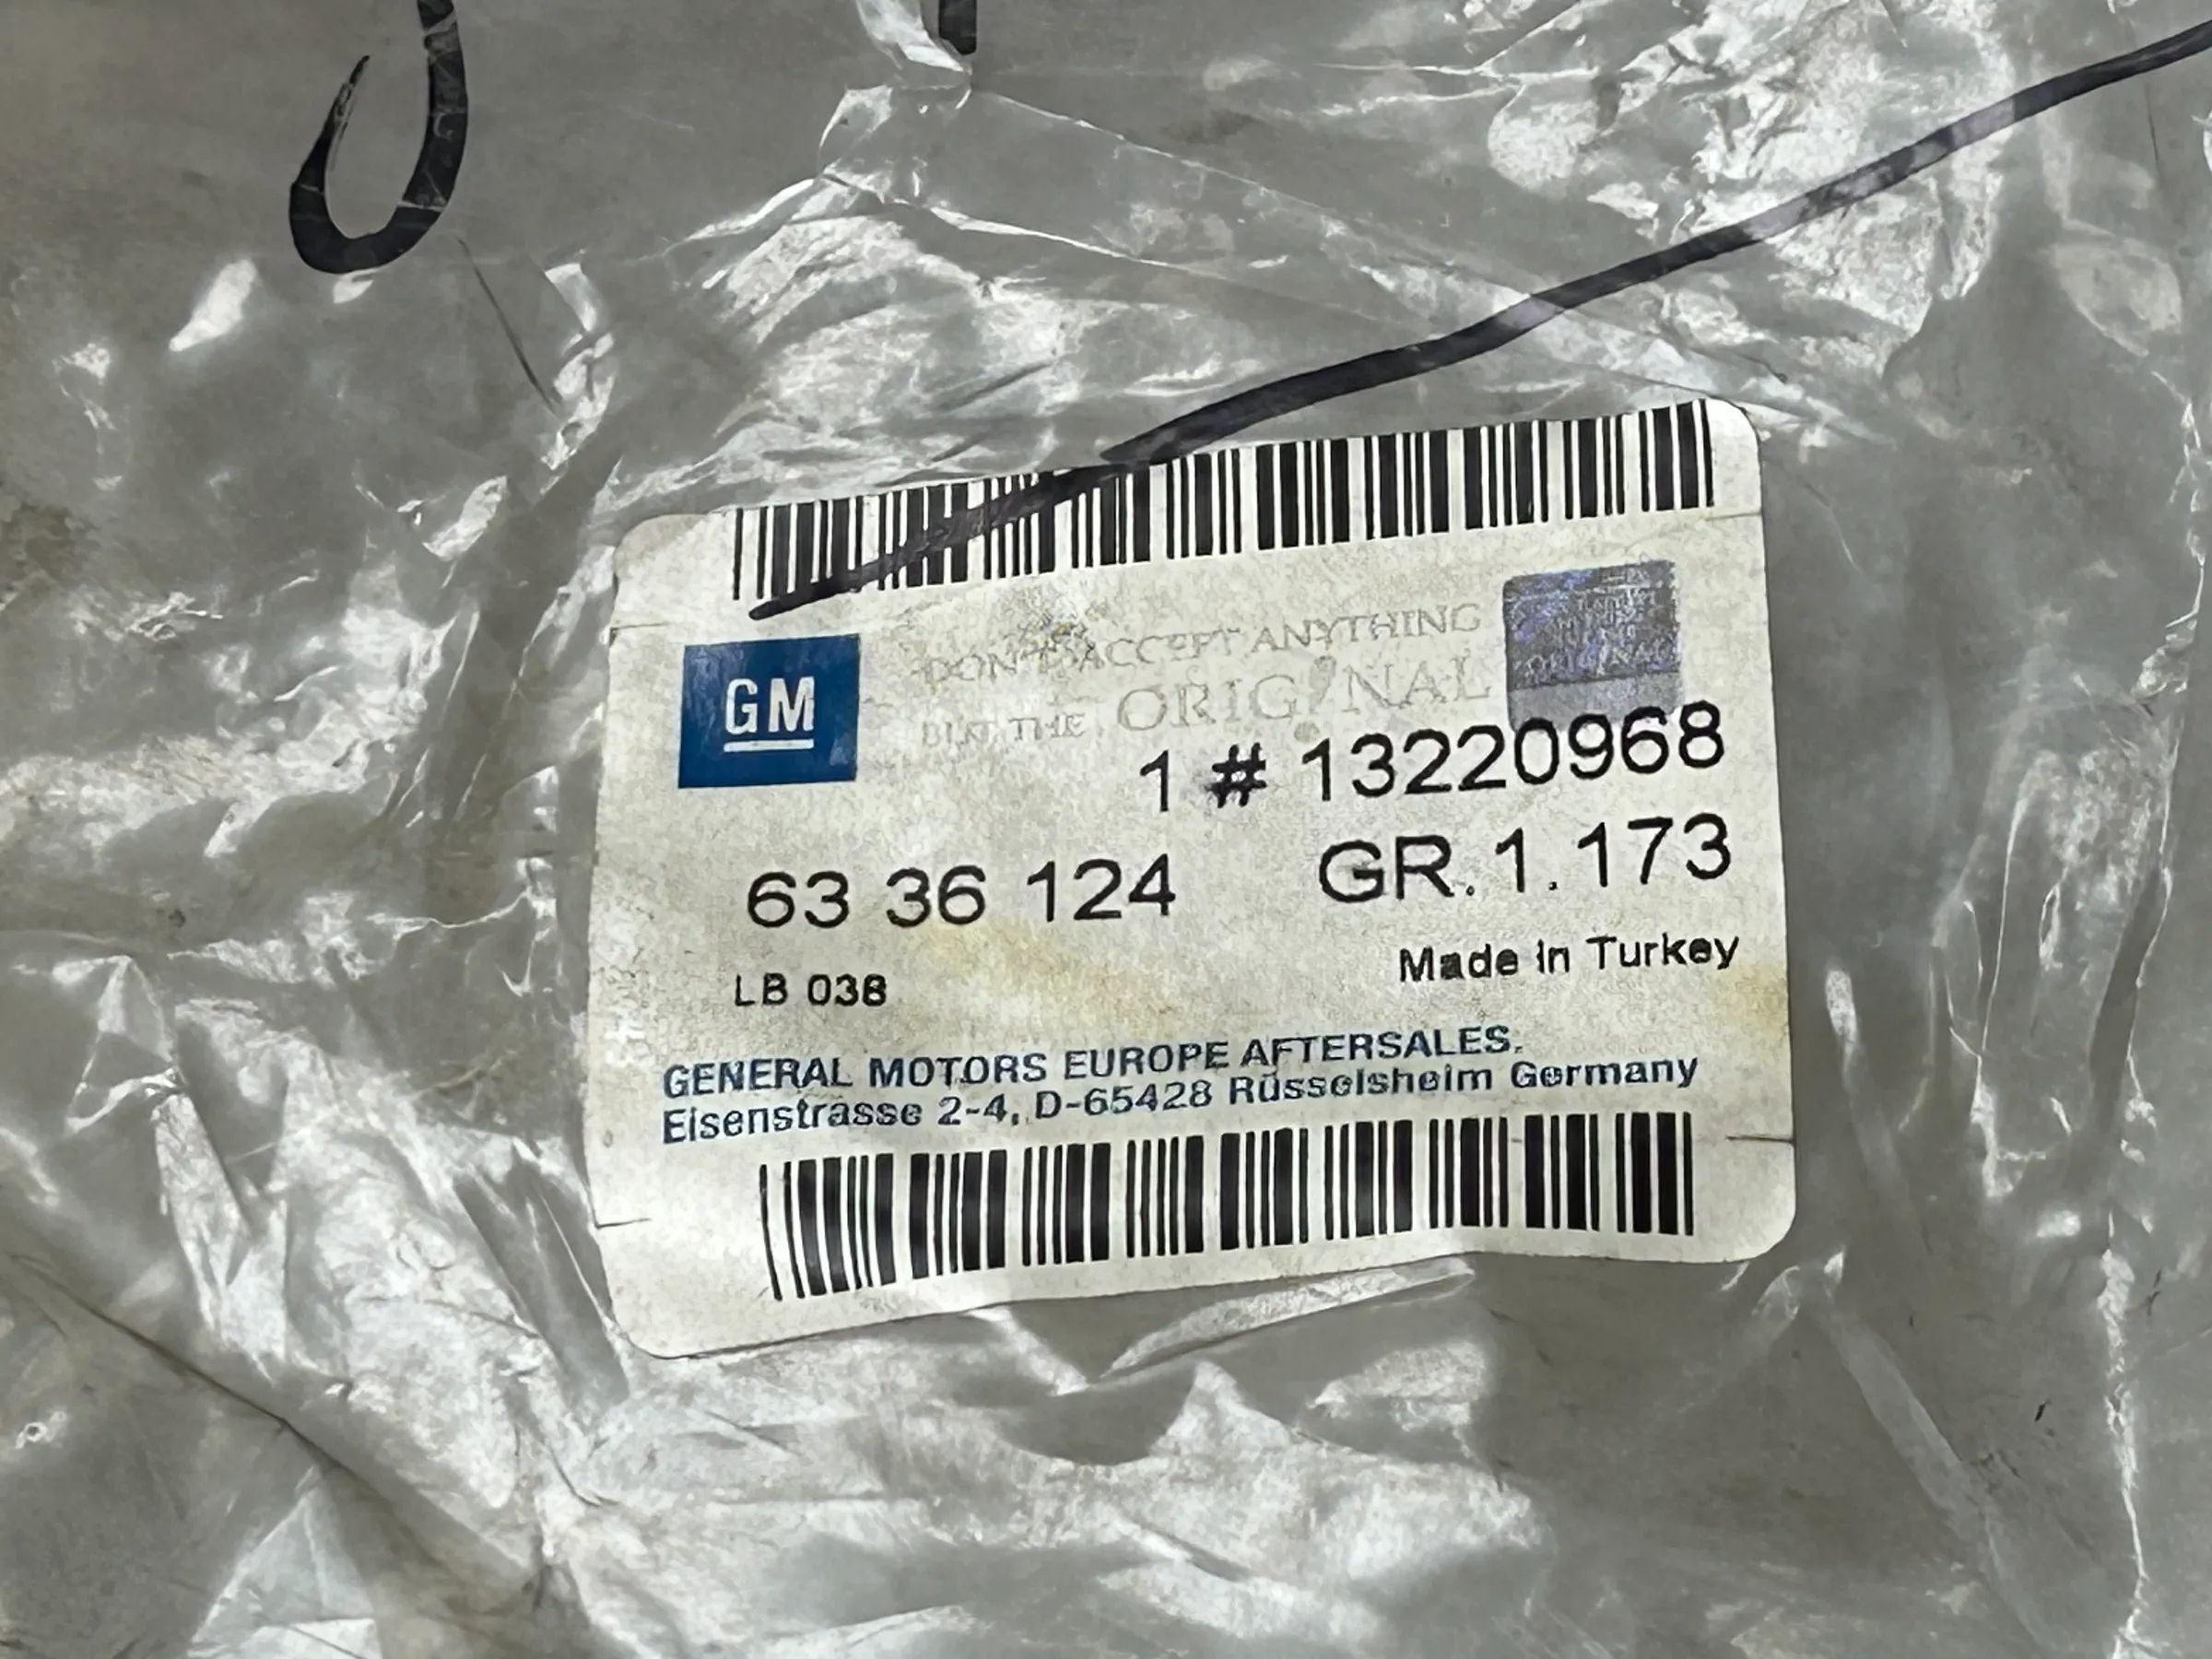 GM
DON'T ACCEPT ANYTHING
BUT THE ORIGINAL
ORIGINAL
1 # 13220968
63 36 124 GR. 1. 173
LB 038
Made in Turkey
GENERAL MOTORS EUROPE AFTERSALES.
Eisenstrasse 2-4, D-65428 Rüsselsheim Germany